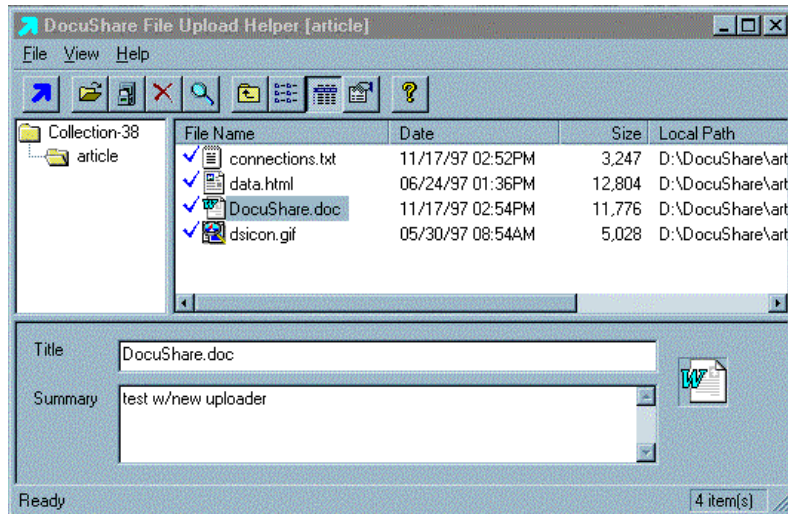 DocuShare File Upload Helper [article]
File View Help
Collection-38
article
File Name Date Size Local Path
connections.txt 11/17/97 02:52PM 3,247 D:\DocuShare\art
data.html 06/24/97 01:36PM 12,804 D:\DocuShare\art
DocuShare.doc 11/17/97 02:54PM 11,776 D:\DocuShare\art
dsicon.gif 05/30/97 08:54AM 5,028 D:\DocuShare\art
Title DocuShare.doc
Summary test w/new uploader
Ready 4 item(s)